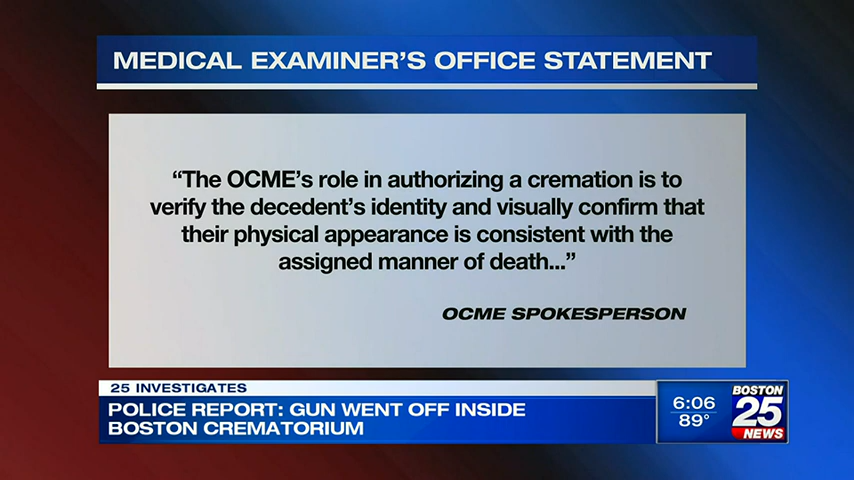 MEDICAL EXAMINER'S OFFICE STATEMENT
“The OCME’s role in authorizing a cremation is to
verify the decedent’s identity and visually confirm that
their physical appearance is consistent with the
assigned manner of death...”
OCME SPOKESPERSON
25 INVESTIGATES
POLICE REPORT: GUN WENT OFF INSIDE
BOSTON CREMATORIUM
6:06
89°
BOSTON
25
NEWS